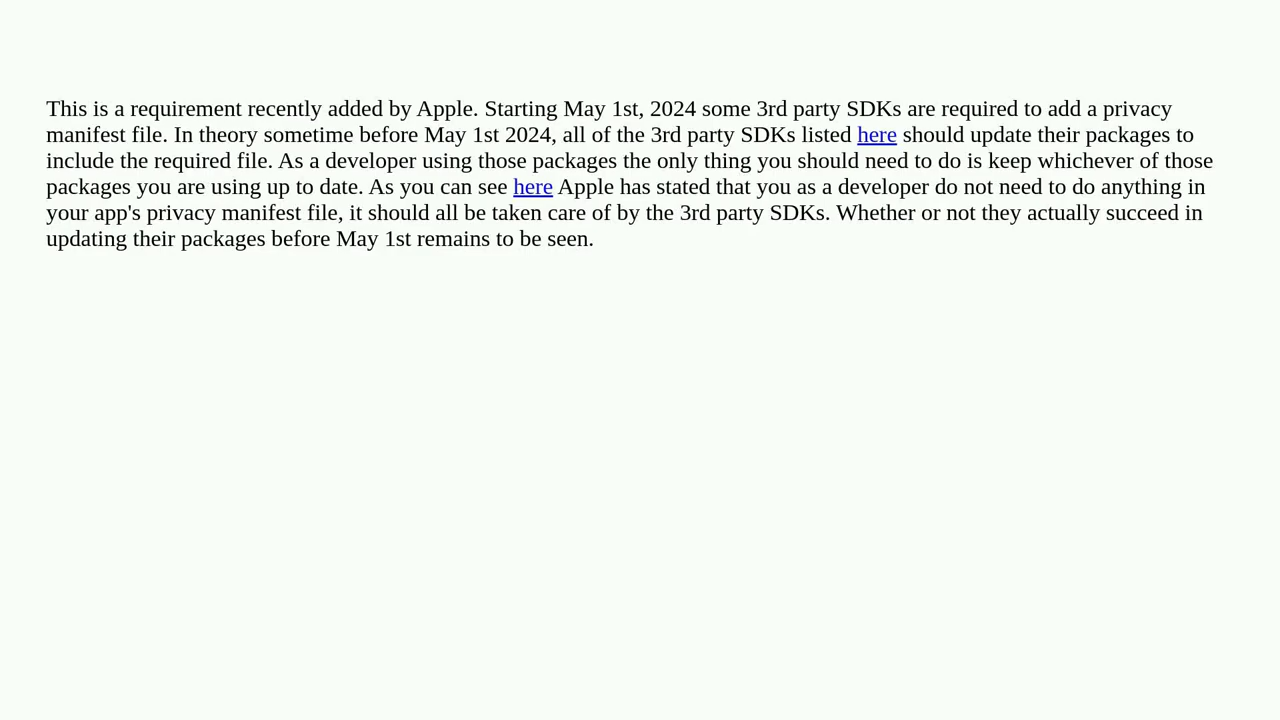 This is a requirement recently added by Apple. Starting May 1st, 2024 some 3rd party SDKs are required to add a privacy
manifest file. In theory sometime before May 1st 2024, all of the 3rd party SDKs listed here should update their packages to
include the required file. As a developer using those packages the only thing you should need to do is keep whichever of those
packages you are using up to date. As you can see here Apple has stated that you as a developer do not need to do anything in
your app's privacy manifest file, it should all be taken care of by the 3rd party SDKs. Whether or not they actually succeed in
updating their packages before May 1st remains to be seen.